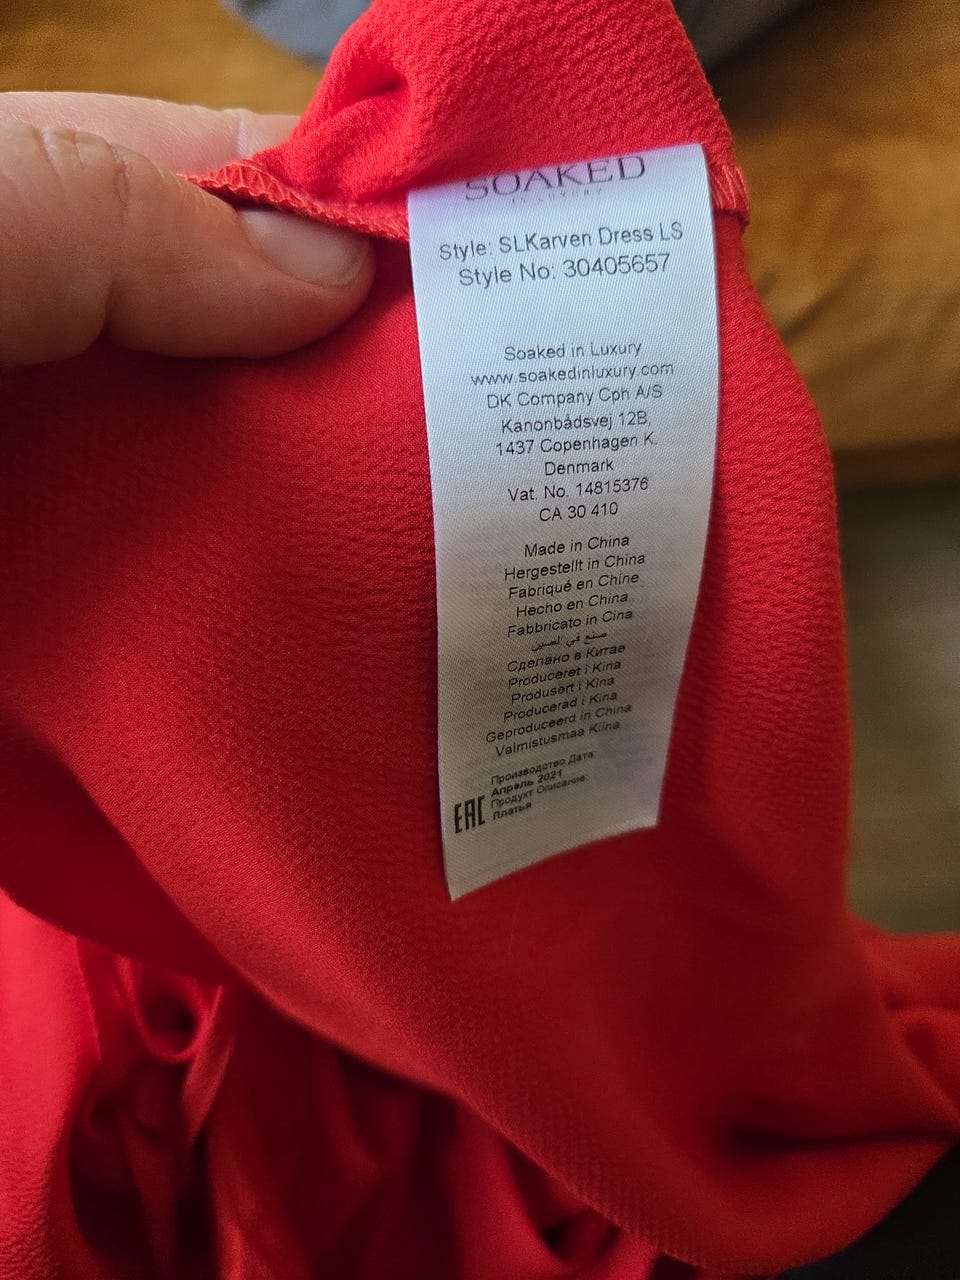 SOAKED
IN LUXURY
Style: SLKarven Dress LS
Style No: 30405657
Soaked in Luxury
www.soakedinluxury.com
DK Company Cph A/S
Kanonbådsvej 12B,
1437 Copenhagen K.
Denmark
Vat. No. 14815376
CA 30 410
Made in China
Hergestellt in China
Fabriqué en Chine
Hecho en China
Fabbricato in Cina
صنع في الصين
Сделано в Китае
Produceret i Kina
Produsert i Kina
Producerad i Kina
Geproduceerd in China
Valmistusmaa Kiina
Производство Дата:
Апрель 2021
Продукт Описание:
Платья
EAC